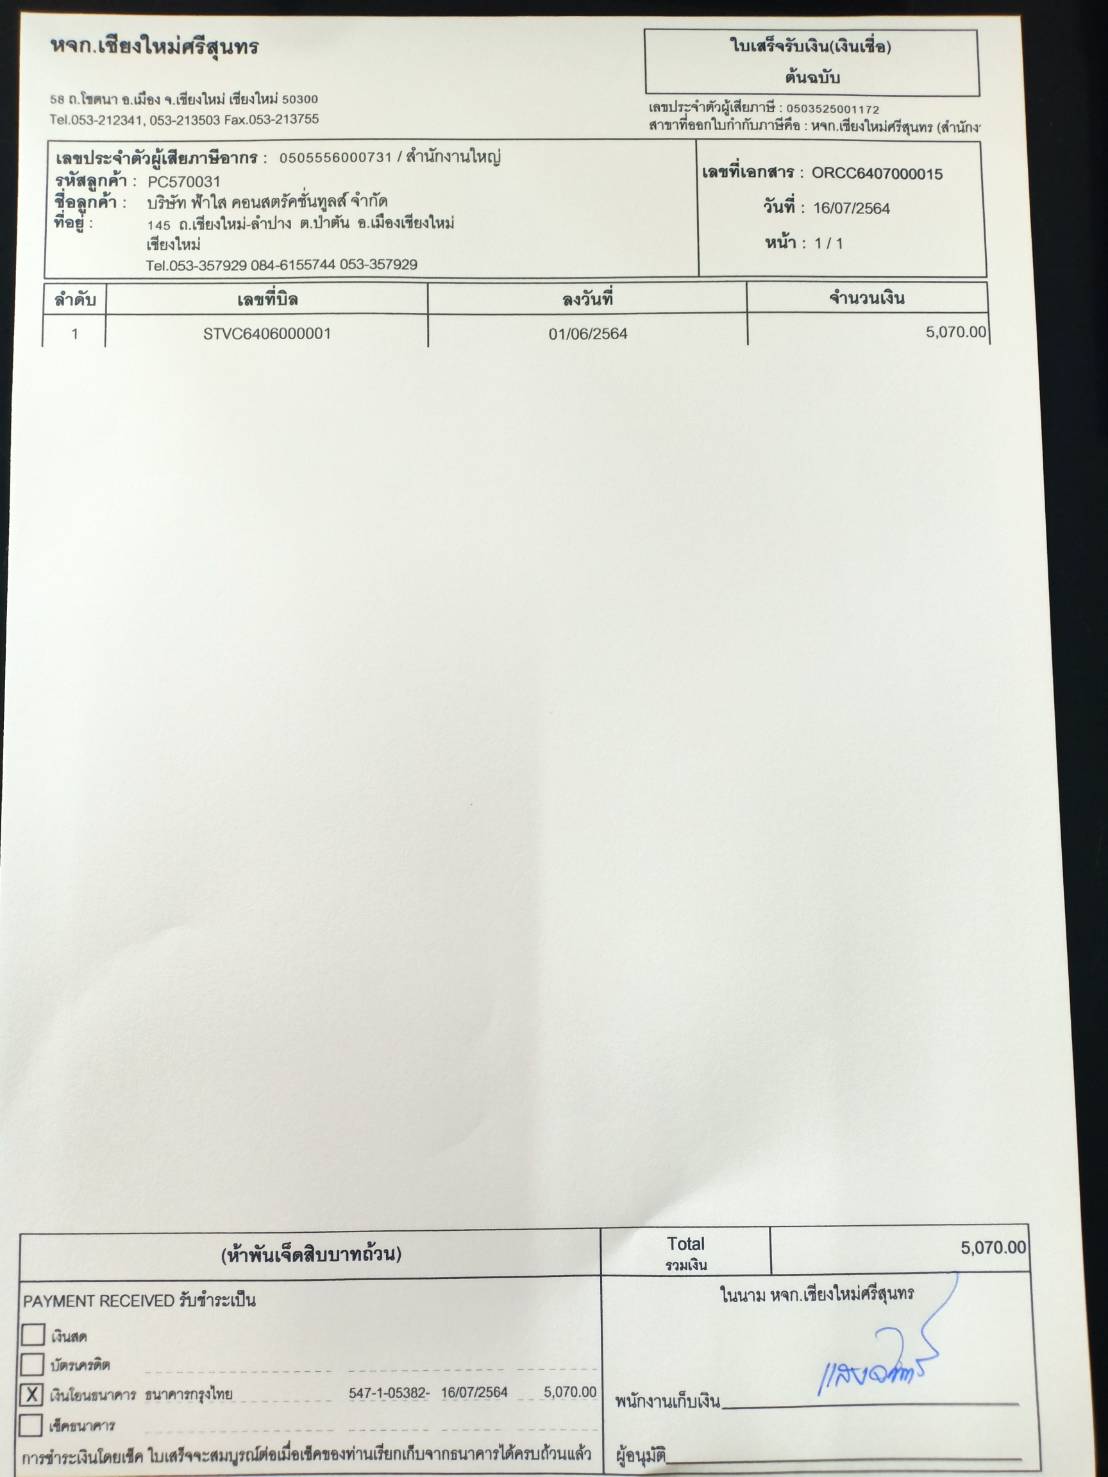 หจก.เชียงใหม่ศรีสุนทร
ใบเสร็จรับเงิน(เงินเชื่อ)
ต้นฉบับ
58 ถ.โชตนา อ.เมือง จ.เชียงใหม่ เชียงใหม่ 50300
Tel.053-212341, 053-213503 Fax.053-213755
เลขประจำตัวผู้เสียภาษี : 0503525001172
สาขาที่ออกใบกำกับภาษีคือ : หจก.เชียงใหม่ศรีสุนทร (สำนักง
เลขประจำตัวผู้เสียภาษีอากร : 0505556000731 / สำนักงานใหญ่
รหัสลูกค้า : PC570031
ชื่อลูกค้า : บริษัท ฟ้าใส คอนสตรัคชั่นทูลส์ จำกัด
ที่อยู่ : 145 ถ.เชียงใหม่-ลำปาง ต.ป่าตัน อ.เมืองเชียงใหม่
เชียงใหม่
Tel.053-357929 084-6155744 053-357929
เลขที่เอกสาร : ORCC6407000015
วันที่ : 16/07/2564
หน้า : 1 / 1
ลำดับ เลขที่บิล ลงวันที่ จำนวนเงิน
1 STVC6406000001 01/06/2564 5,070.00
(ห้าพันเจ็ดสิบบาทถ้วน) Total 5,070.00
รวมเงิน
PAYMENT RECEIVED รับชำระเป็น
เงินสด
บัตรเครดิต
X เงินโอนธนาคาร ธนาคารกรุงไทย 547-1-05382- 16/07/2564 5,070.00
เช็คธนาคาร
การชำระเงินโดยเช็ค ใบเสร็จจะสมบูรณ์ต่อเมื่อเช็คของท่านเรียกเก็บจากธนาคารได้ครบถ้วนแล้ว
ในนาม หจก.เชียงใหม่ศรีสุนทร
พนักงานเก็บเงิน
ผู้อนุมัติ